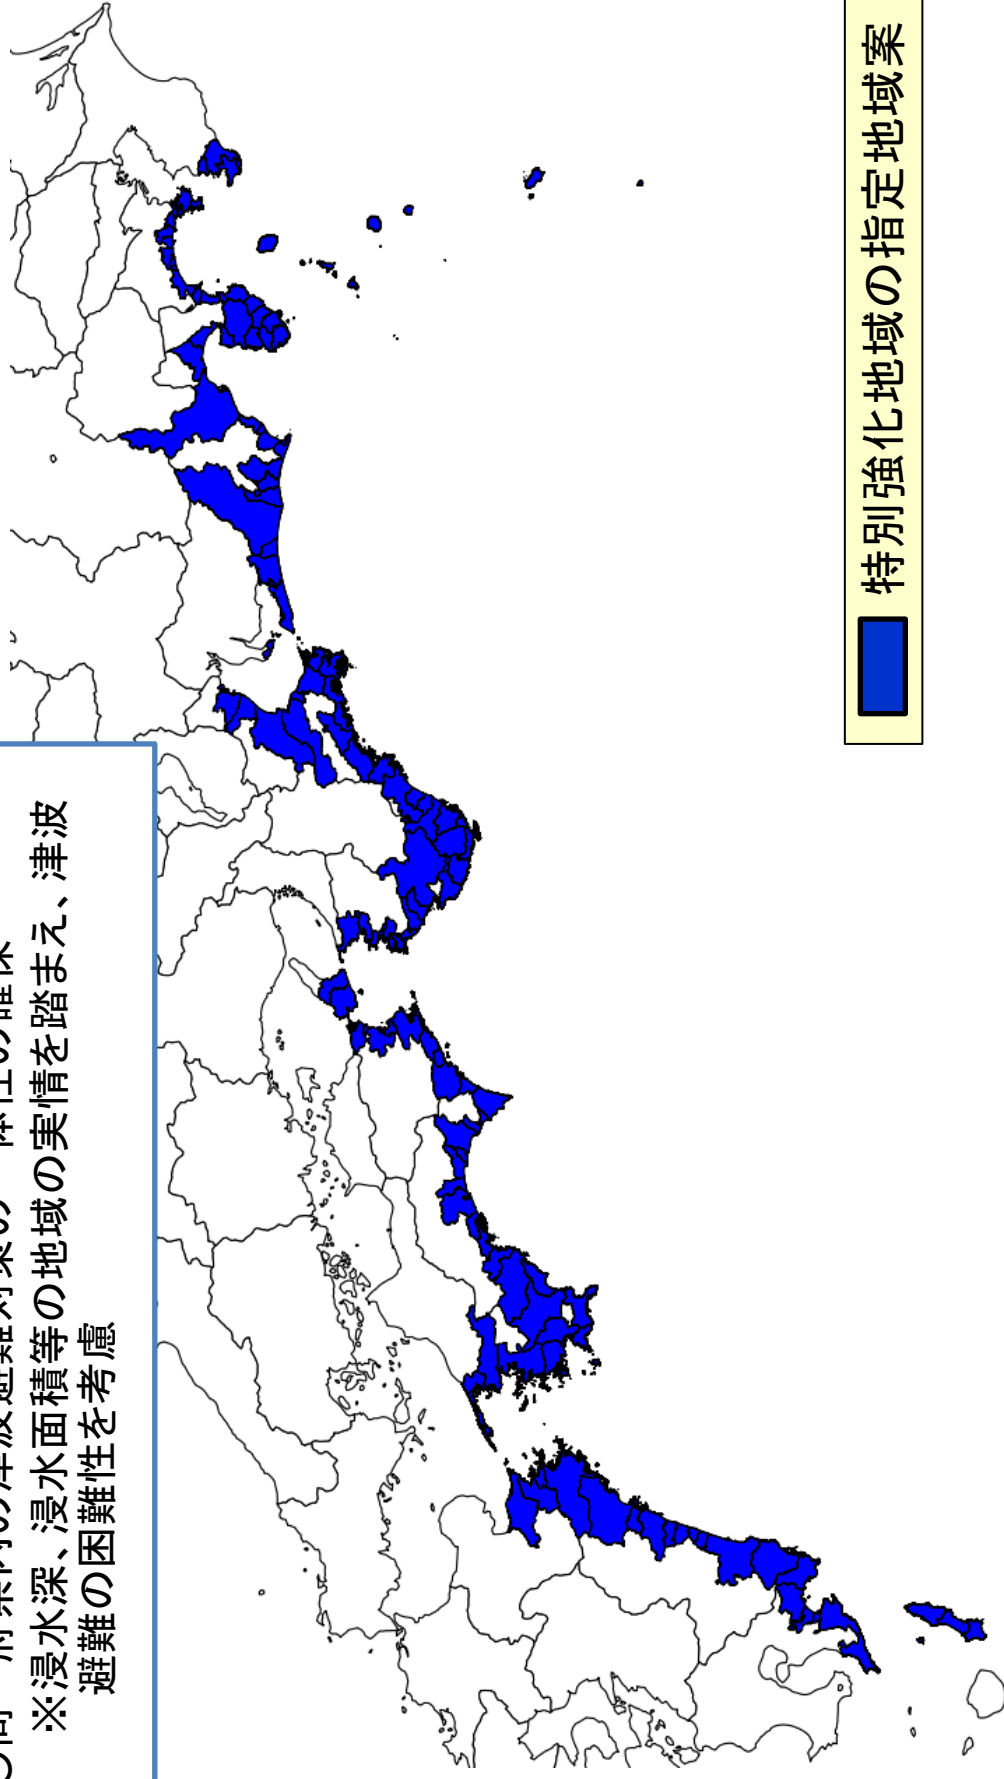 ※浸水深、浸水面積等の地域の実情を踏まえ、津波
避難の困難性を考慮
特別強化地域の指定地域案